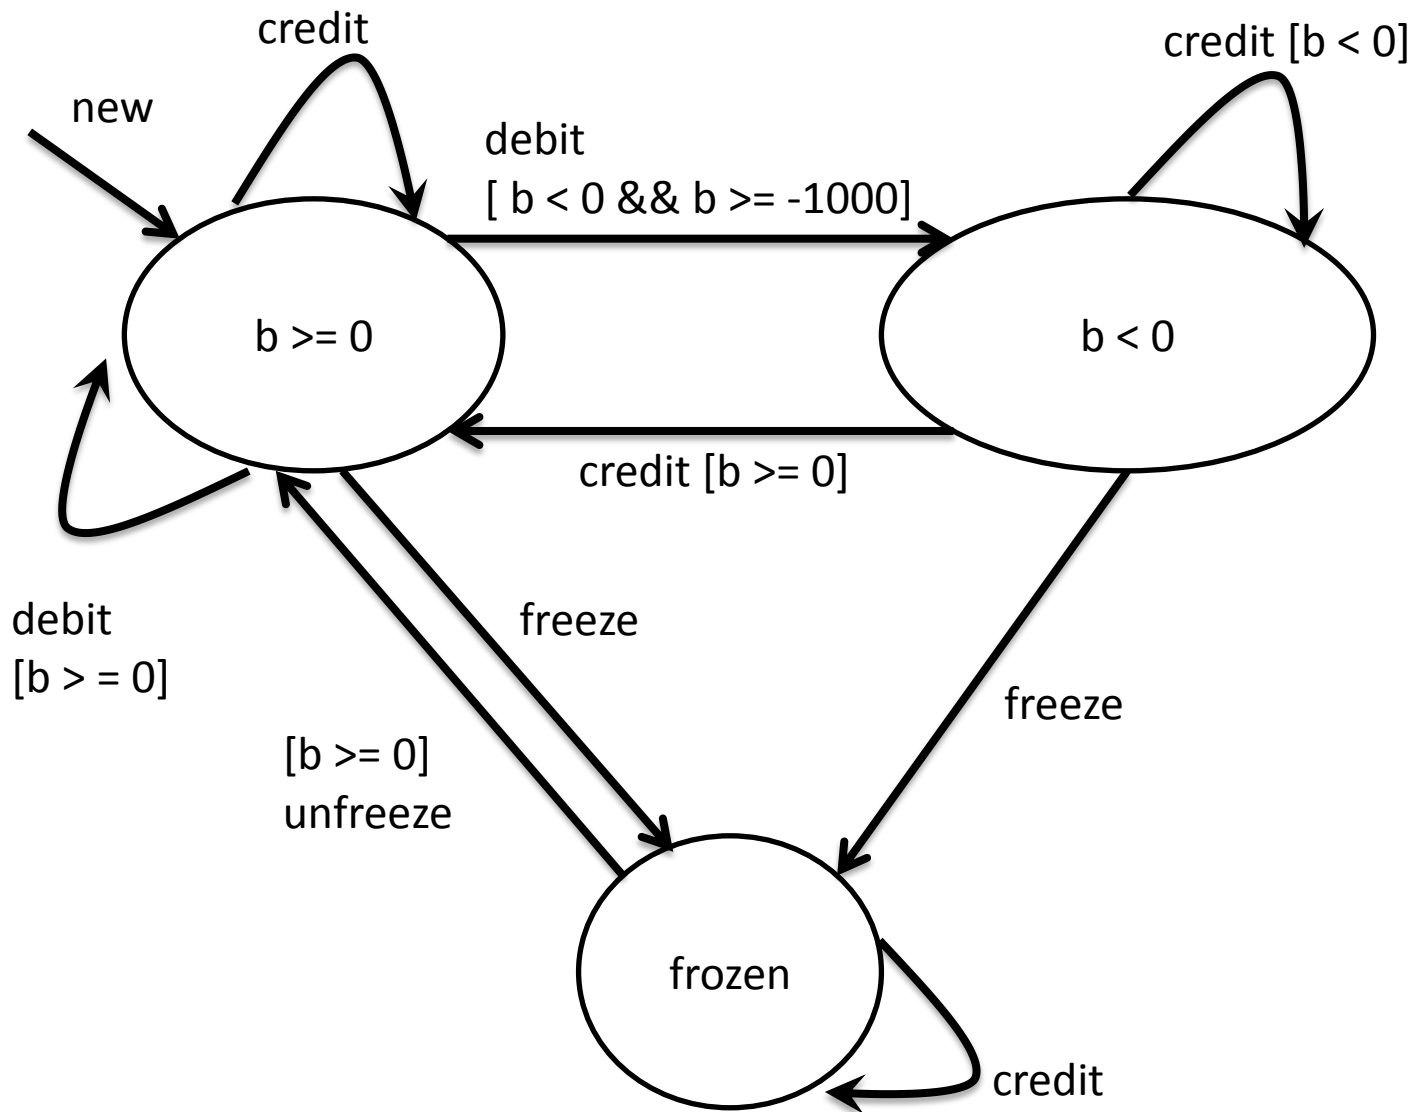 credit
credit [b < 0]
new
debit
[ b < 0 && b >= -1000]
b >= 0
b < 0
credit [b >= 0]
debit
[b > = 0]
freeze
freeze
[b >= 0]
unfreeze
frozen
credit